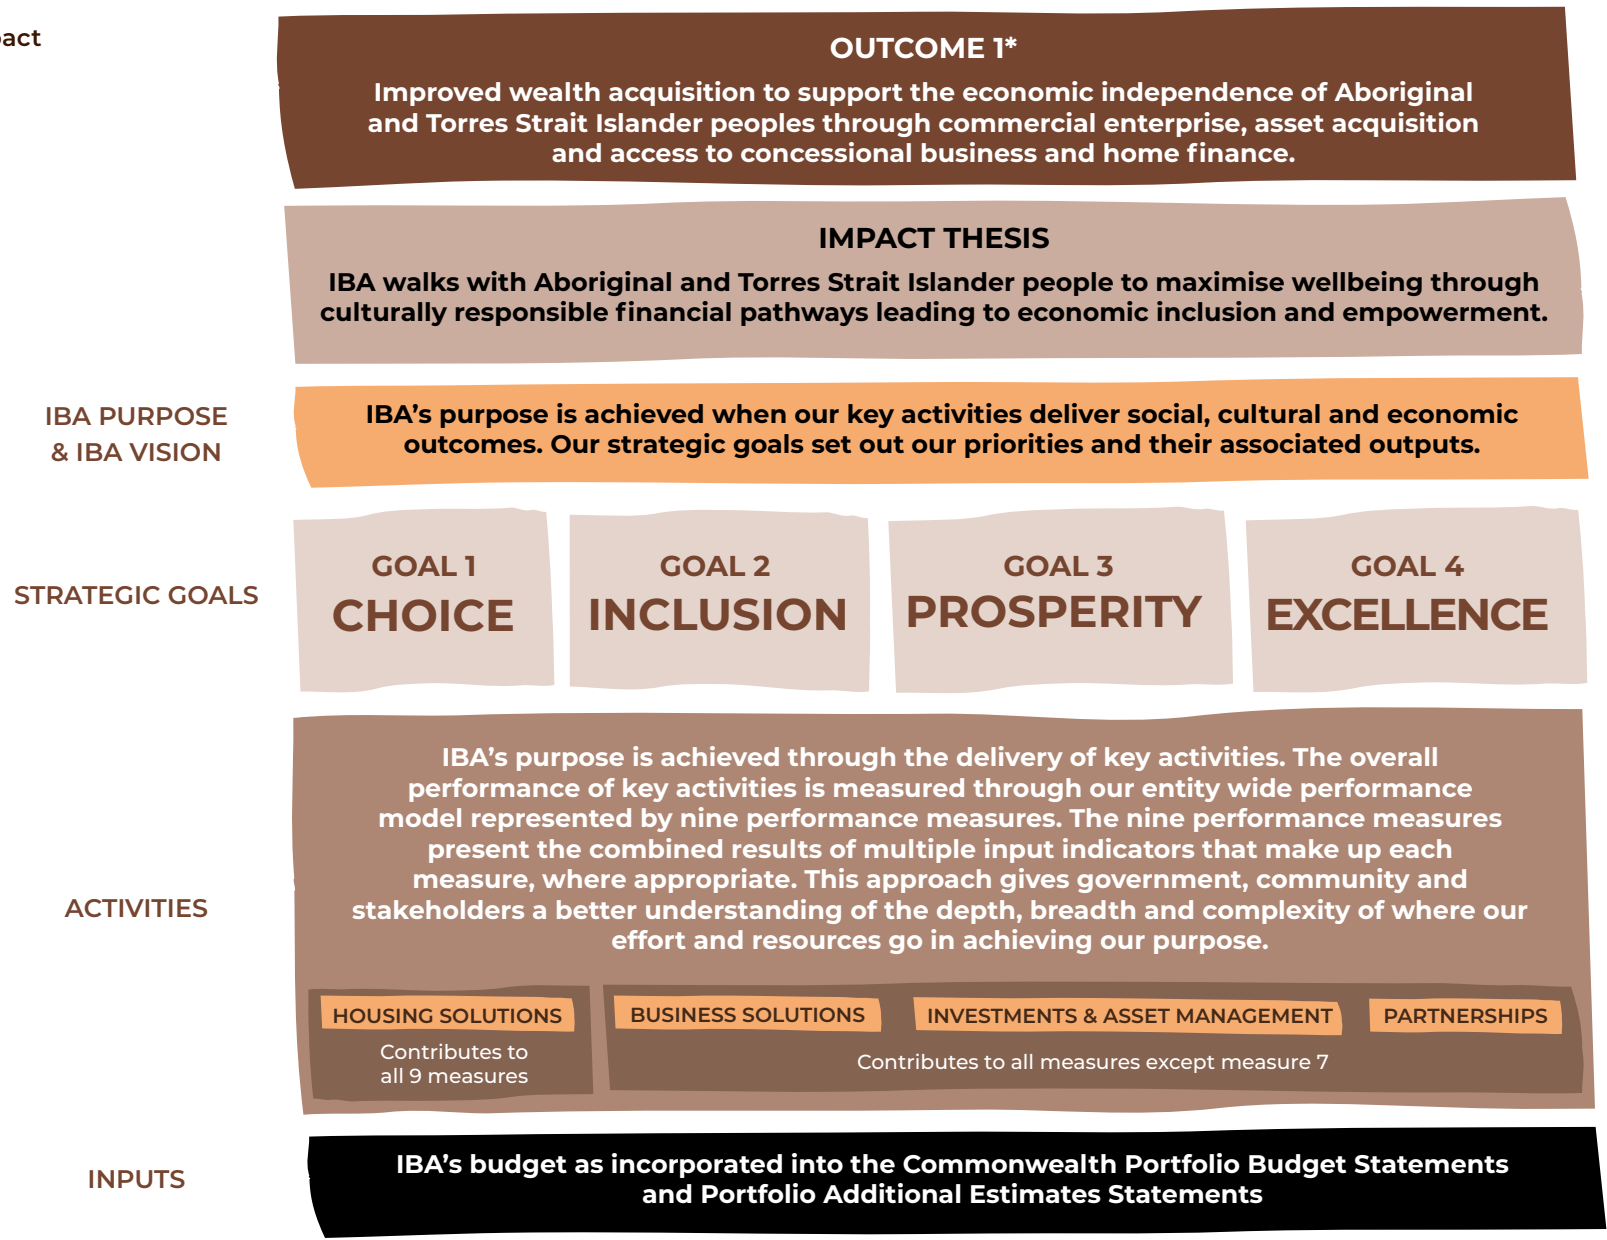 OUTCOME 1*
Improved wealth acquisition to support the economic independence of Aboriginal
and Torres Strait Islander peoples through commercial enterprise, asset acquisition
and access to concessional business and home finance.
IMPACT THESIS
IBA walks with Aboriginal and Torres Strait Islander people to maximise wellbeing through
culturally responsible financial pathways leading to economic inclusion and empowerment.
IBA PURPOSE
& IBA VISION
IBA’s purpose is achieved when our key activities deliver social, cultural and economic
outcomes. Our strategic goals set out our priorities and their associated outputs.
STRATEGIC GOALS
GOAL 1
CHOICE
GOAL 2
INCLUSION
GOAL 3
PROSPERITY
GOAL 4
EXCELLENCE
ACTIVITIES
IBA’s purpose is achieved through the delivery of key activities. The overall
performance of key activities is measured through our entity wide performance
model represented by nine performance measures. The nine performance measures
present the combined results of multiple input indicators that make up each
measure, where appropriate. This approach gives government, community and
stakeholders a better understanding of the depth, breadth and complexity of where our
effort and resources go in achieving our purpose.
HOUSING SOLUTIONS
Contributes to
all 9 measures
BUSINESS SOLUTIONS
INVESTMENTS & ASSET MANAGEMENT
PARTNERSHIPS
Contributes to all measures except measure 7
INPUTS
IBA’s budget as incorporated into the Commonwealth Portfolio Budget Statements
and Portfolio Additional Estimates Statements